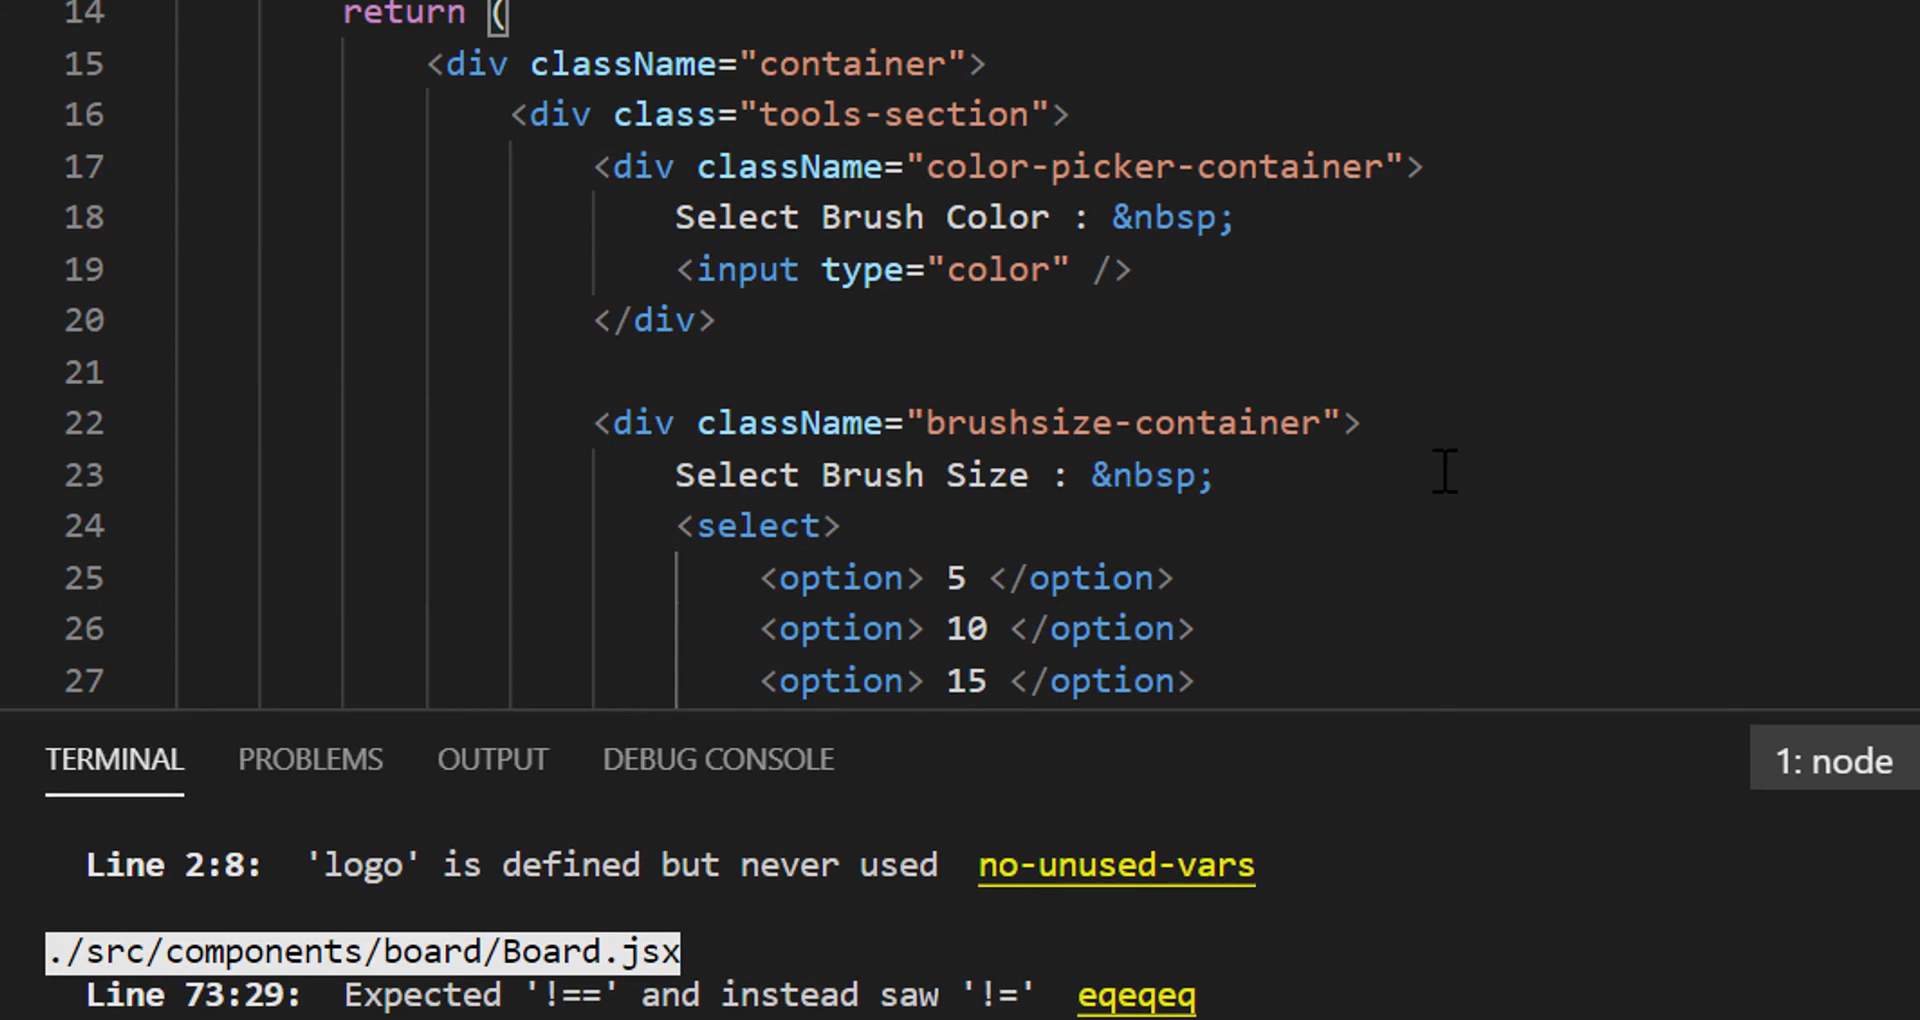 14 return (
15 <div className="container">
16 <div class="tools-section">
17 <div className="color-picker-container">
18 Select Brush Color : &nbsp;
19 <input type="color" />
20 </div>
21
22 <div className="brushsize-container">
23 Select Brush Size : &nbsp;
24 <select>
25 <option> 5 </option>
26 <option> 10 </option>
27 <option> 15 </option>
TERMINAL PROBLEMS OUTPUT DEBUG CONSOLE 1: node
Line 2:8: 'logo' is defined but never used no-unused-vars
./src/components/board/Board.jsx
Line 73:29: Expected '!==' and instead saw '!=' eqeqeq